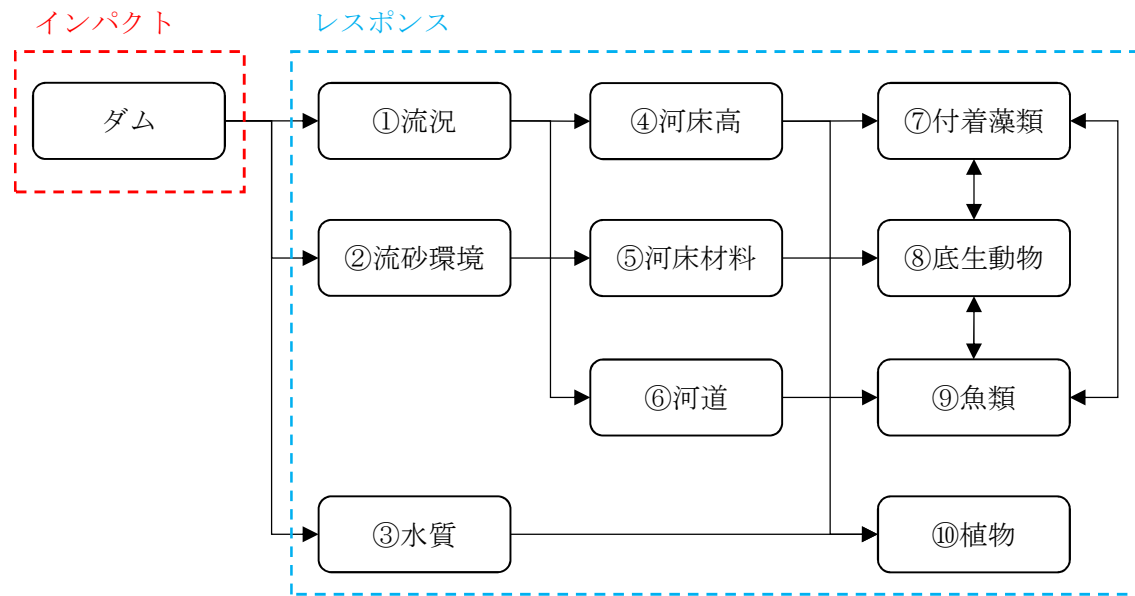 インパクト
レスポンス
ダム
①流況
④河床高
⑦付着藻類
②流砂環境
⑤河床材料
⑧底生動物
⑥河道
⑨魚類
③水質
⑩植物